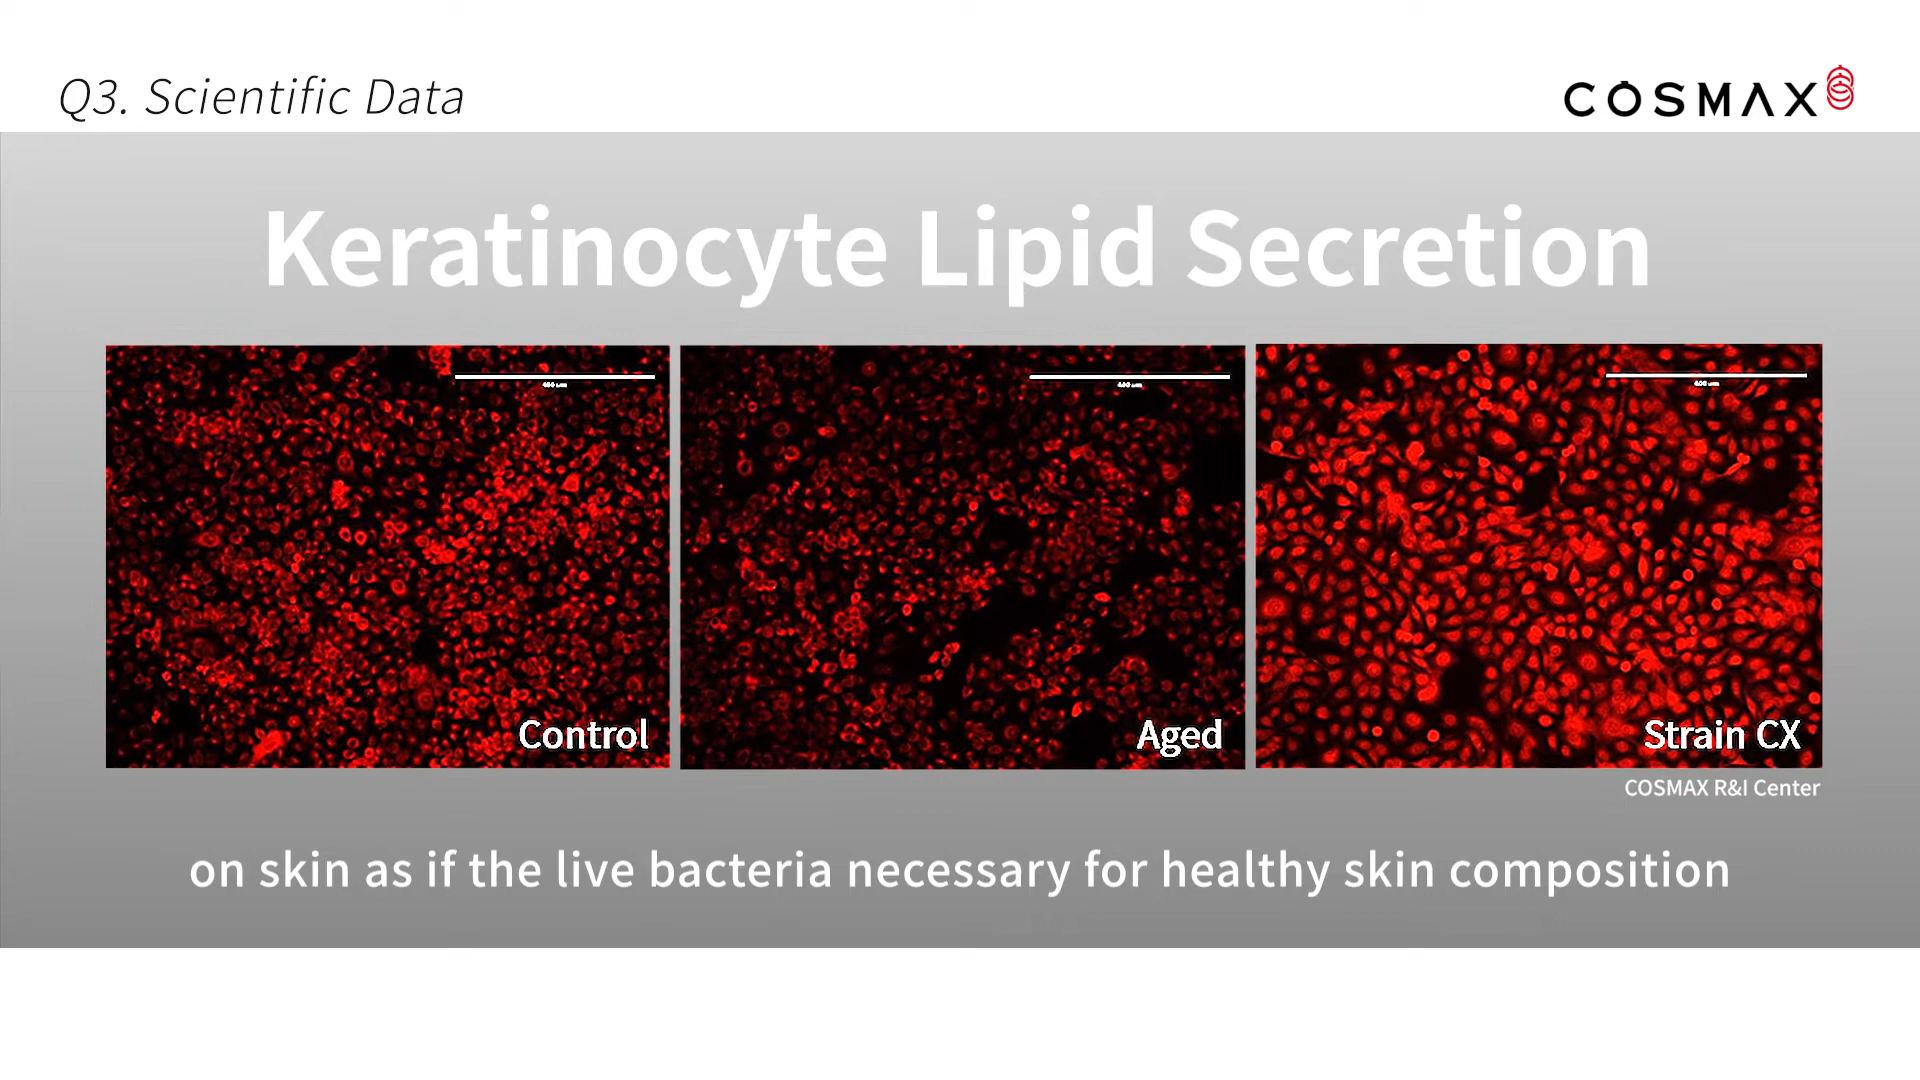 Q3. Scientific Data
COSMAX
Keratinocyte Lipid Secretion
Control
Aged
Strain CX
COSMAX R&I Center
on skin as if the live bacteria necessary for healthy skin composition